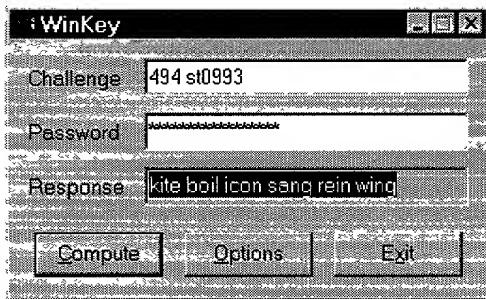 WinKey
Challenge 494 st0993
Password ********************
Response kite boil icon sang rein wing
Compute Options Exit